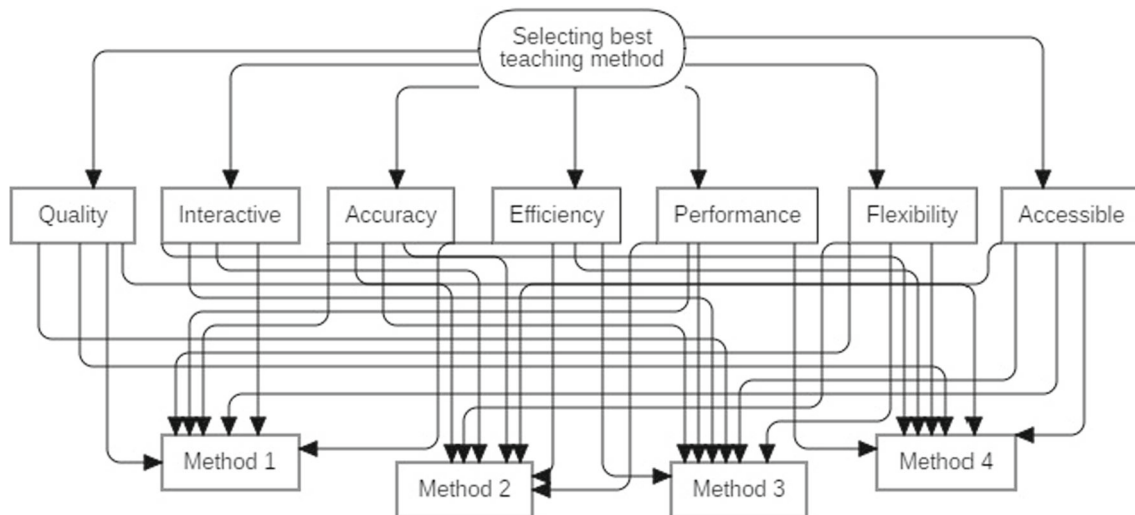 Selecting best
teaching method
Quality
Interactive
Accuracy
Efficiency
Performance
Flexibility
Accessible
Method 1
Method 2
Method 3
Method 4